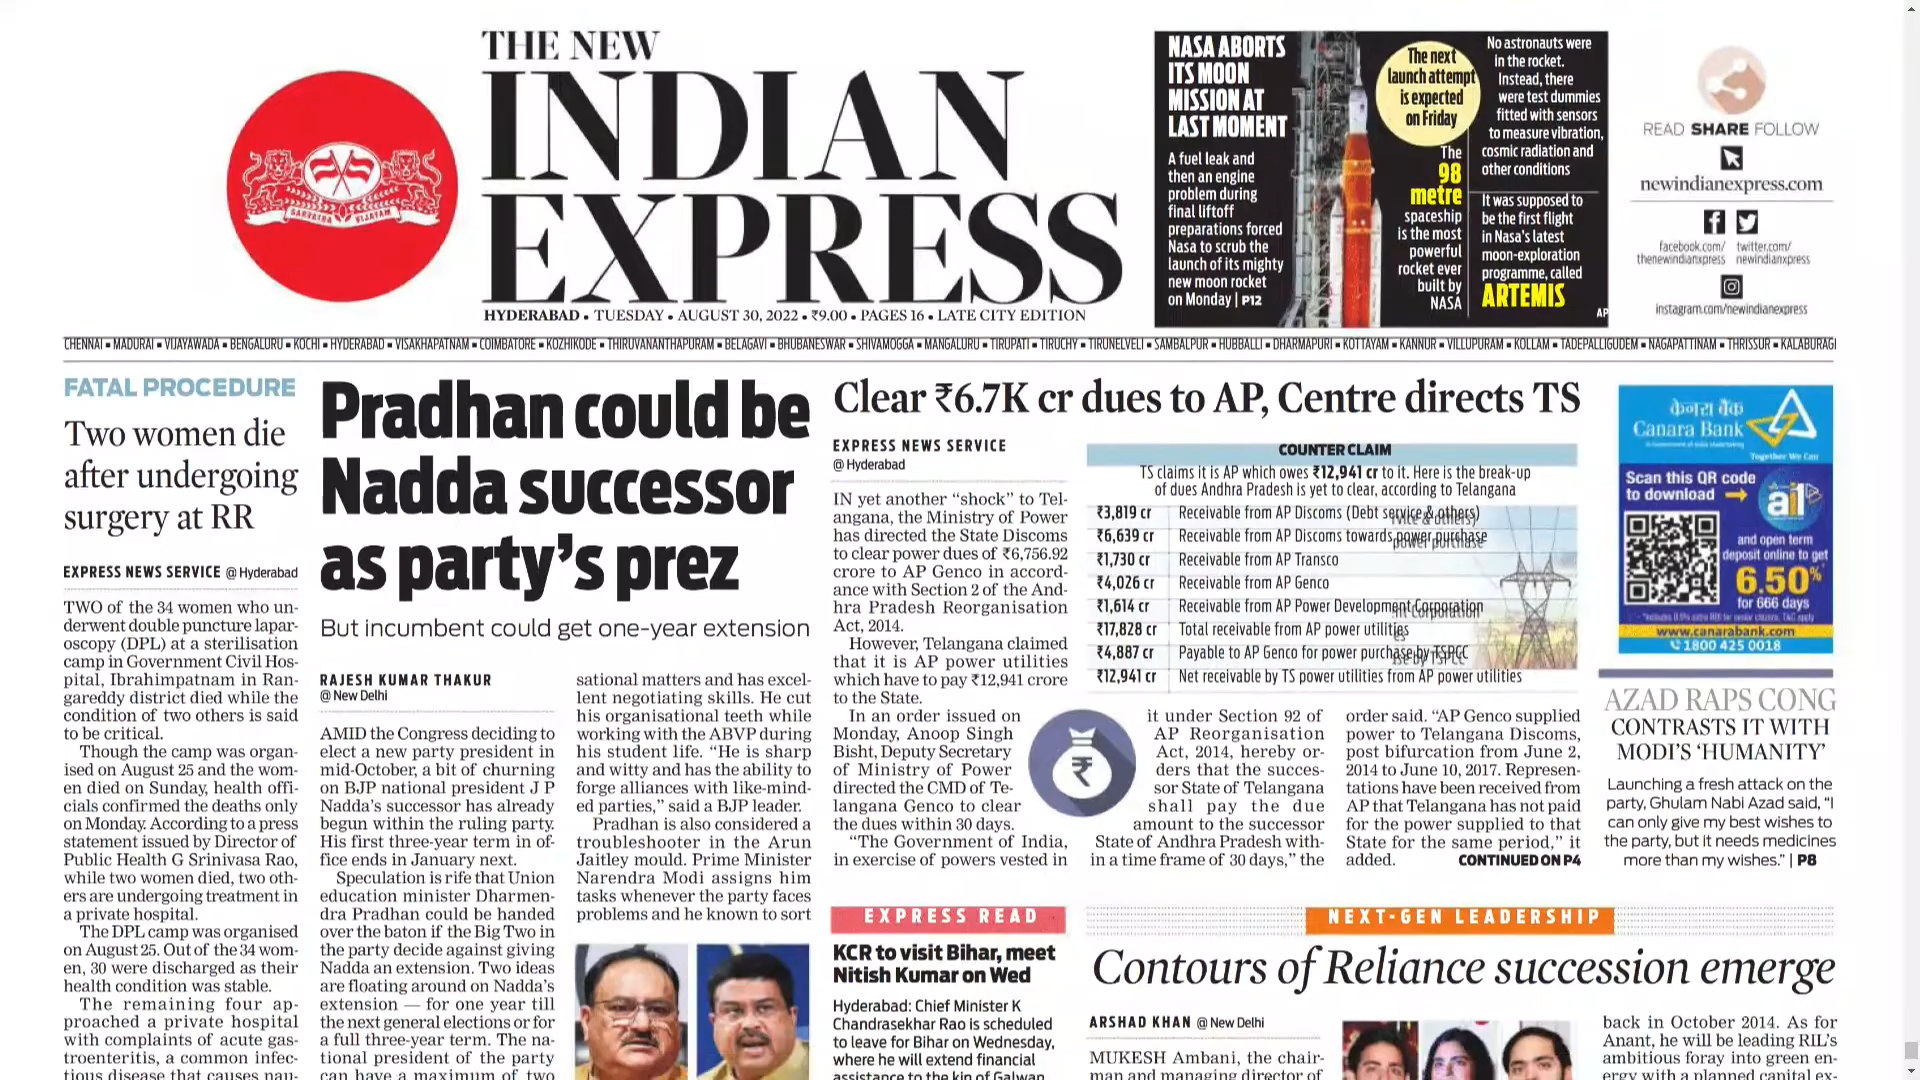 THE NEW
INDIAN
EXPRESS
SARVATRA VIJAYAM
HYDERABAD • TUESDAY • AUGUST 30, 2022 • ₹9.00 • PAGES 16 • LATE CITY EDITION
NASA ABORTS
ITS MOON
MISSION AT
LAST MOMENT
A fuel leak and
then an engine
problem during
final liftoff
preparations forced
Nasa to scrub the
launch of its mighty
new moon rocket
on Monday | P12
The next
launch attempt
is expected
on Friday
The
98
metre
spaceship
is the most
powerful
rocket ever
built by
NASA
No astronauts were
in the rocket.
Instead, there
were test dummies
fitted with sensors
to measure vibration,
cosmic radiation and
other conditions
It was supposed to
be the first flight
in Nasa's latest
moon-exploration
programme, called
ARTEMIS
AP
READ SHARE FOLLOW
newindianexpress.com
facebook.com/ twitter.com/
thenewindianxpress newindianxpress
instagram.com/newindianexpress
CHENNAI ▪ MADURAI ▪ VIJAYAWADA ▪ BENGALURU ▪ KOCHI ▪ HYDERABAD ▪ VISAKHAPATNAM ▪ COIMBATORE ▪ KOZHIKODE ▪ THIRUVANANTHAPURAM ▪ BELAGAVI ▪ BHUBANESWAR ▪ SHIVAMOGGA ▪ MANGALURU ▪ TIRUPATI ▪ TIRUCHY ▪ TIRUNELVELI ▪ SAMBALPUR ▪ HUBBALLI ▪ DHARMAPURI ▪ KOTTAYAM ▪ KANNUR ▪ VILLUPURAM ▪ KOLLAM ▪ TADEPALLIGUDEM ▪ NAGAPATTINAM ▪ THRISSUR ▪ KALABURAGI
FATAL PROCEDURE
Two women die
after undergoing
surgery at RR
EXPRESS NEWS SERVICE @ Hyderabad
TWO of the 34 women who un-
derwent double puncture lapar-
oscopy (DPL) at a sterilisation
camp in Government Civil Hos-
pital, Ibrahimpatnam in Ran-
gareddy district died while the
condition of two others is said
to be critical.
Though the camp was organ-
ised on August 25 and the wom-
en died on Sunday, health offi-
cials confirmed the deaths only
on Monday. According to a press
statement issued by Director of
Public Health G Srinivasa Rao,
while two women died, two oth-
ers are undergoing treatment in
a private hospital.
The DPL camp was organised
on August 25. Out of the 34 wom-
en, 30 were discharged as their
health condition was stable.
The remaining four ap-
proached a private hospital
with complaints of acute gas-
troenteritis, a common infec-
tious disease that causes nau-
Pradhan could be
Nadda successor
as party's prez
But incumbent could get one-year extension
RAJESH KUMAR THAKUR
@ New Delhi
AMID the Congress deciding to
elect a new party president in
mid-October, a bit of churning
on BJP national president J P
Nadda's successor has already
begun within the ruling party.
His first three-year term in of-
fice ends in January next.
Speculation is rife that Union
education minister Dharmen-
dra Pradhan could be handed
over the baton if the Big Two in
the party decide against giving
Nadda an extension. Two ideas
are floating around on Nadda's
extension — for one year till
the next general elections or for
a full three-year term. The na-
tional president of the party
can have a maximum of two
sational matters and has excel-
lent negotiating skills. He cut
his organisational teeth while
working with the ABVP during
his student life. "He is sharp
and witty and has the ability to
forge alliances with like-mind-
ed parties," said a BJP leader.
Pradhan is also considered a
troubleshooter in the Arun
Jaitley mould. Prime Minister
Narendra Modi assigns him
tasks whenever the party faces
problems and he known to sort
Clear ₹6.7K cr dues to AP, Centre directs TS
EXPRESS NEWS SERVICE
@ Hyderabad
IN yet another "shock" to Tel-
angana, the Ministry of Power
has directed the State Discoms
to clear power dues of ₹6,756.92
crore to AP Genco in accord-
ance with Section 2 of the And-
hra Pradesh Reorganisation
Act, 2014.
However, Telangana claimed
that it is AP power utilities
which have to pay ₹12,941 crore
to the State.
In an order issued on
Monday, Anoop Singh
Bisht, Deputy Secretary
of Ministry of Power
directed the CMD of Te-
langana Genco to clear
the dues within 30 days.
"The Government of India,
in exercise of powers vested in
COUNTER CLAIM
TS claims it is AP which owes ₹12,941 cr to it. Here is the break-up
of dues Andhra Pradesh is yet to clear, according to Telangana
₹3,819 cr Receivable from AP Discoms (Debt service & others)
₹6,639 cr Receivable from AP Discoms towards power purchase
₹1,730 cr Receivable from AP Transco
₹4,026 cr Receivable from AP Genco
₹1,614 cr Receivable from AP Power Development Corporation
₹17,828 cr Total receivable from AP power utilities
₹4,887 cr Payable to AP Genco for power purchase by TSPCC
₹12,941 cr Net receivable by TS power utilities from AP power utilities
it under Section 92 of
AP Reorganisation
Act, 2014, hereby or-
ders that the succes-
sor State of Telangana
shall pay the due
amount to the successor
State of Andhra Pradesh with-
in a time frame of 30 days," the
order said. "AP Genco supplied
power to Telangana Discoms,
post bifurcation from June 2,
2014 to June 10, 2017. Represen-
tations have been received from
AP that Telangana has not paid
for the power supplied to that
State for the same period," it
added. CONTINUED ON P4
केनरा बैंक
Canara Bank
Together We Can
Scan this QR code
to download
ai1
and open term
deposit online to get
6.50%*
for 666 days
www.canarabank.com
1800 425 0018
AZAD RAPS CONG
CONTRASTS IT WITH
MODI'S 'HUMANITY'
Launching a fresh attack on the
party, Ghulam Nabi Azad said, "I
can only give my best wishes to
the party, but it needs medicines
more than my wishes." | P8
EXPRESS READ
KCR to visit Bihar, meet
Nitish Kumar on Wed
Hyderabad: Chief Minister K
Chandrasekhar Rao is scheduled
to leave for Bihar on Wednesday,
where he will extend financial
assistance to the kin of Galwan
NEXT-GEN LEADERSHIP
Contours of Reliance succession emerge
ARSHAD KHAN @ New Delhi
MUKESH Ambani, the chair-
man and managing director of
back in October 2014. As for
Anant, he will be leading RIL's
ambitious foray into green en-
ergy with a planned capital ex-